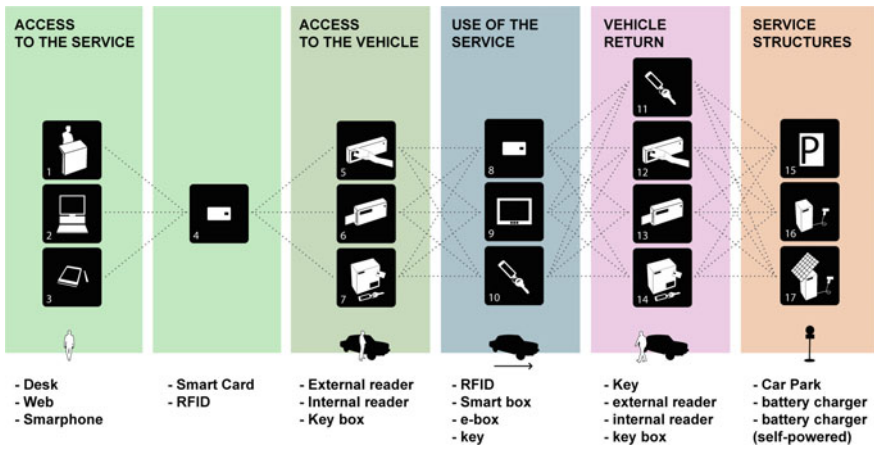 ACCESS
TO THE SERVICE
ACCESS
TO THE VEHICLE
USE OF THE
SERVICE
VEHICLE
RETURN
SERVICE
STRUCTURES
1
2
3
4
5
6
7
8
9
10
11
12
13
14
P
15
16
17
- Desk
- Web
- Smarphone
- Smart Card
- RFID
- External reader
- Internal reader
- Key box
- RFID
- Smart box
- e-box
- key
- Key
- external reader
- internal reader
- key box
- Car Park
- battery charger
- battery charger
(self-powered)